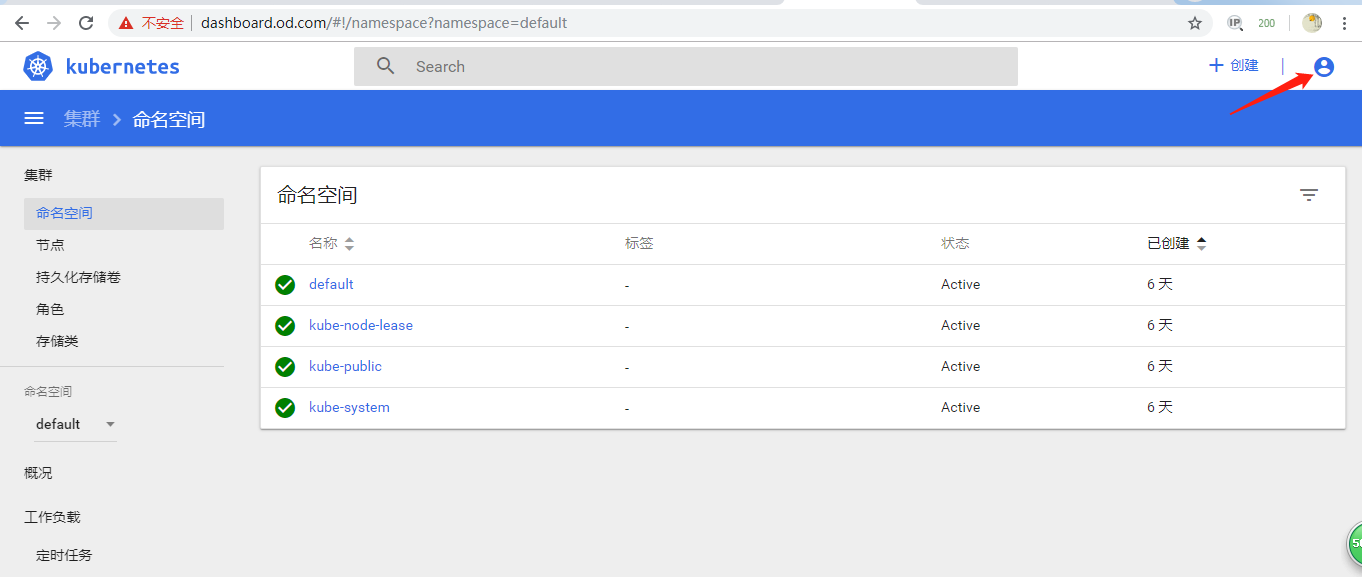 不安全 dashboard.od.com/#!/namespace?namespace=default IP 200
kubernetes Search + 创建
集群 > 命名空间
集群
命名空间
节点
持久化存储卷
角色
存储类
命名空间
default
概况
工作负载
定时任务
命名空间
名称 标签 状态 已创建
default - Active 6 天
kube-node-lease - Active 6 天
kube-public - Active 6 天
kube-system - Active 6 天